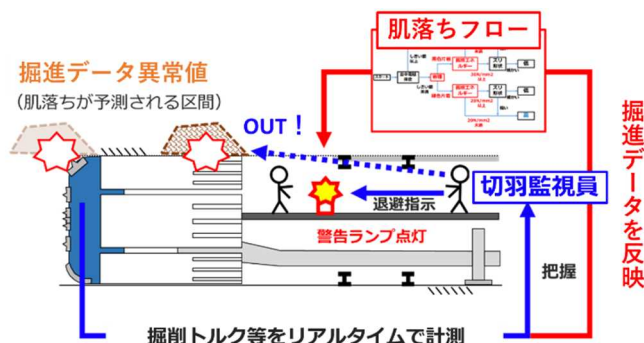 肌落ちフロー
掘進データ異常値
(肌落ちが予測される区間)
OUT！
切羽監視員
退避指示
警告ランプ点灯
把握
掘進データを反映
掘削トルク等をリアルタイムで計測